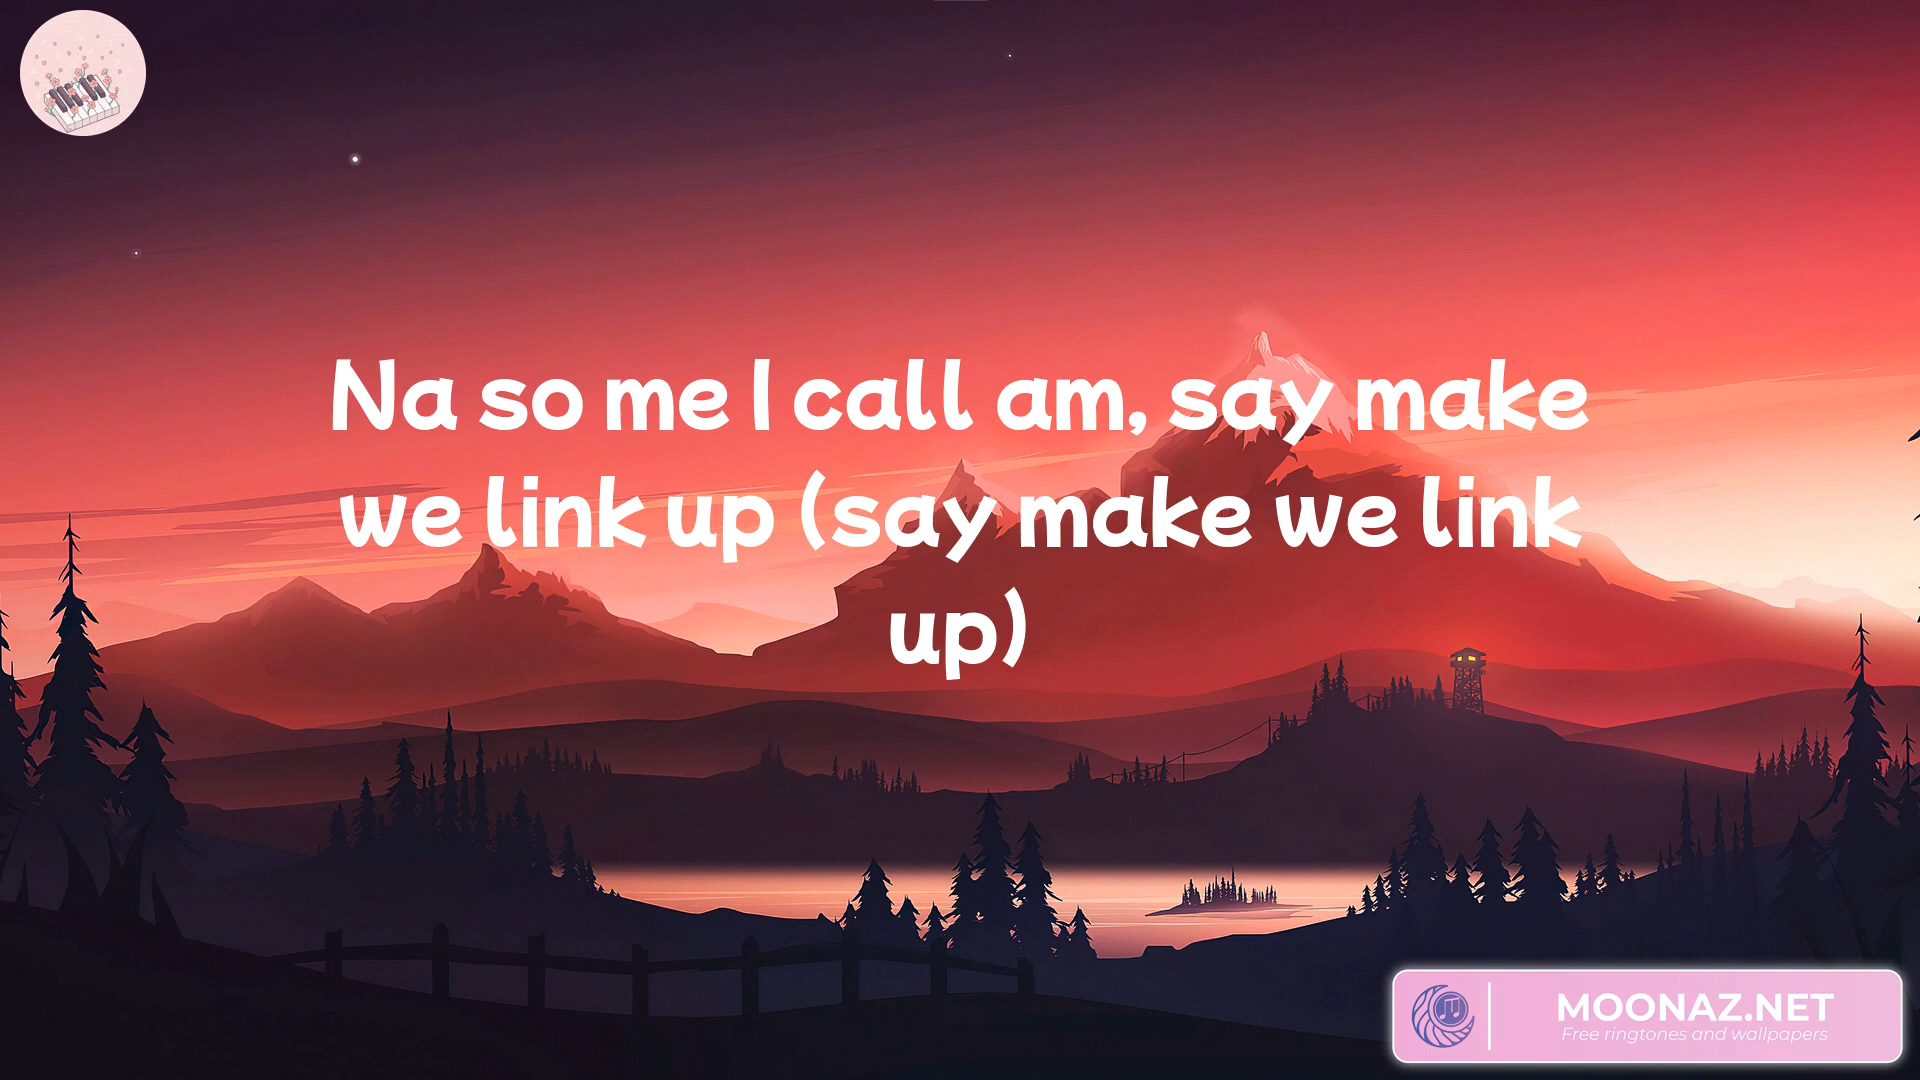 Na so me I call am, say make
we link up (say make we link
up)
MOONAZ.NET
Free ringtones and wallpapers